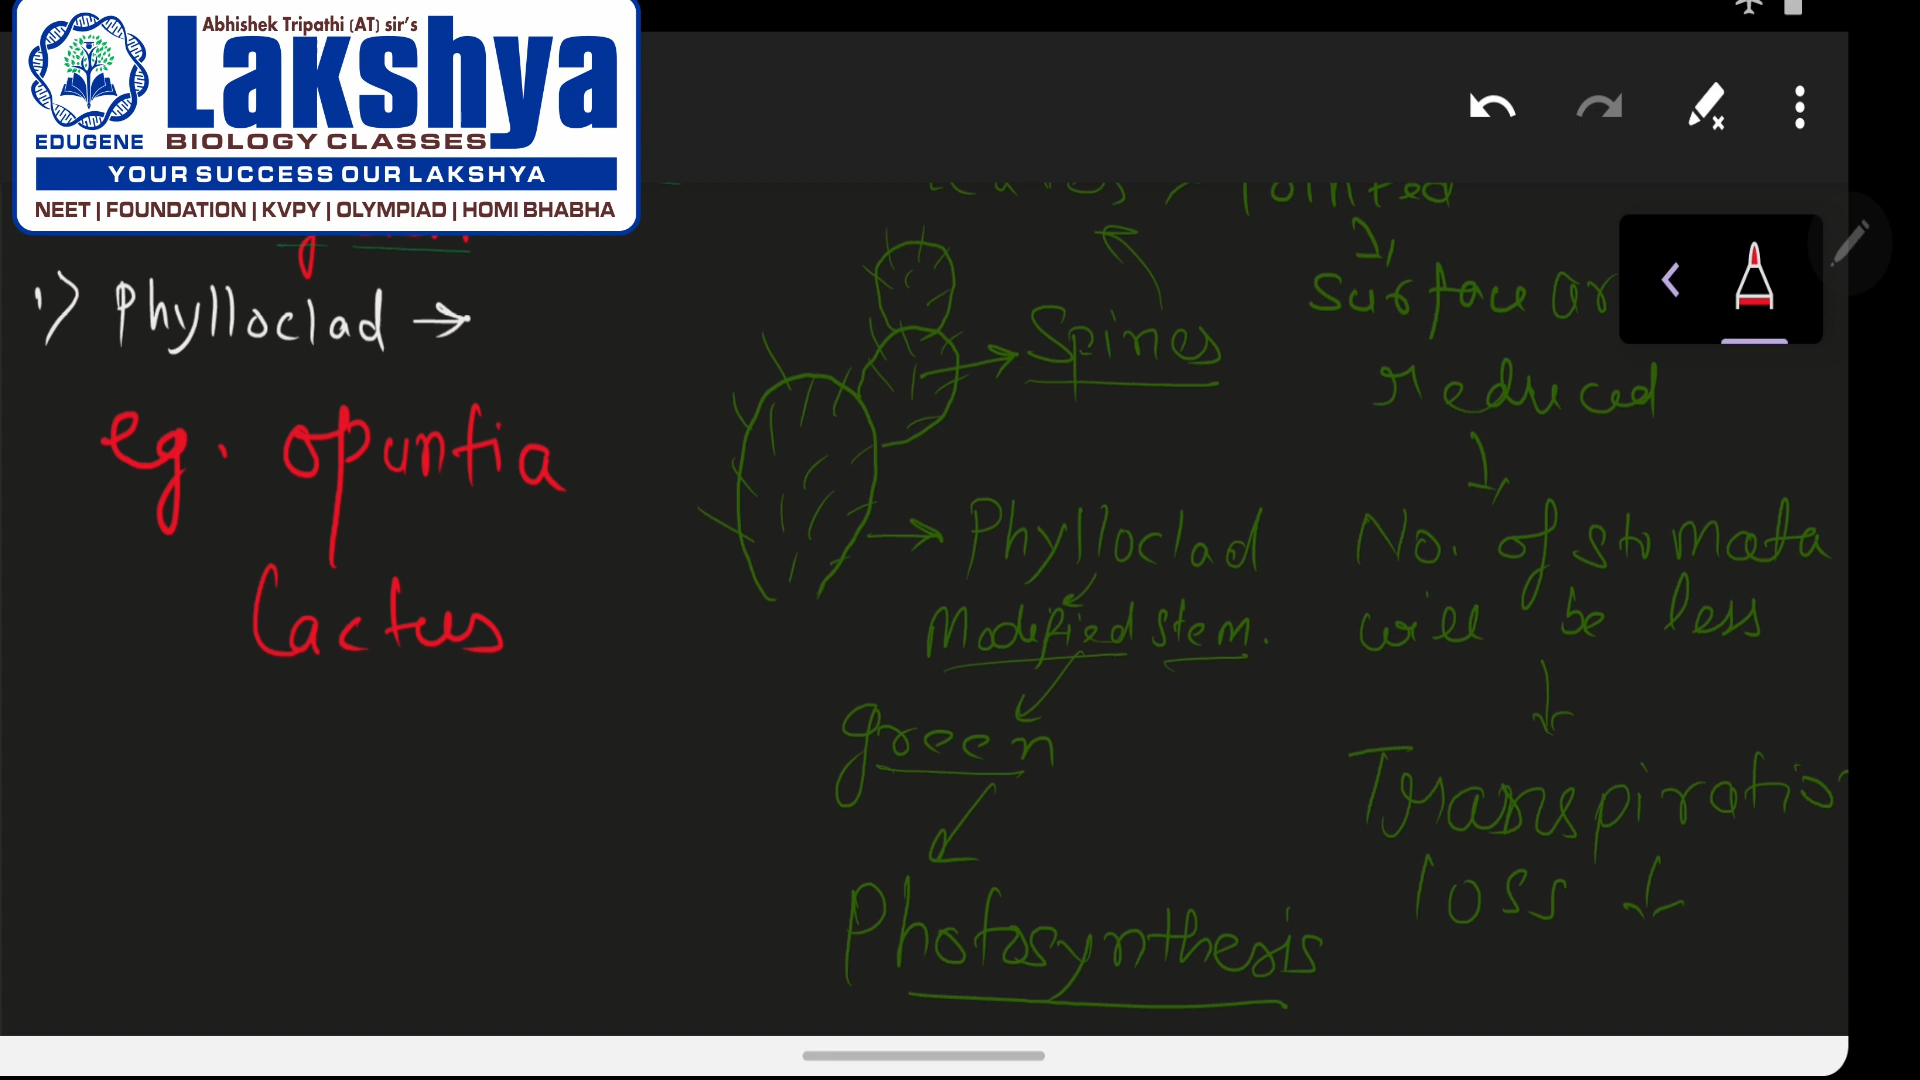 Abhishek Tripathi (AT) sir's
Lakshya
EDUGENE
BIOLOGY CLASSES
YOUR SUCCESS OUR LAKSHYA
NEET | FOUNDATION | KVPY | OLYMPIAD | HOMI BHABHA
1) Phylloclad →
eg. opuntia
Cactus
Spines
Phylloclad
Modified stem.
green
Photosynthesis
pointed
Surface ar
reduced
No. of stomata
will be less
Transpiratio
loss ↓